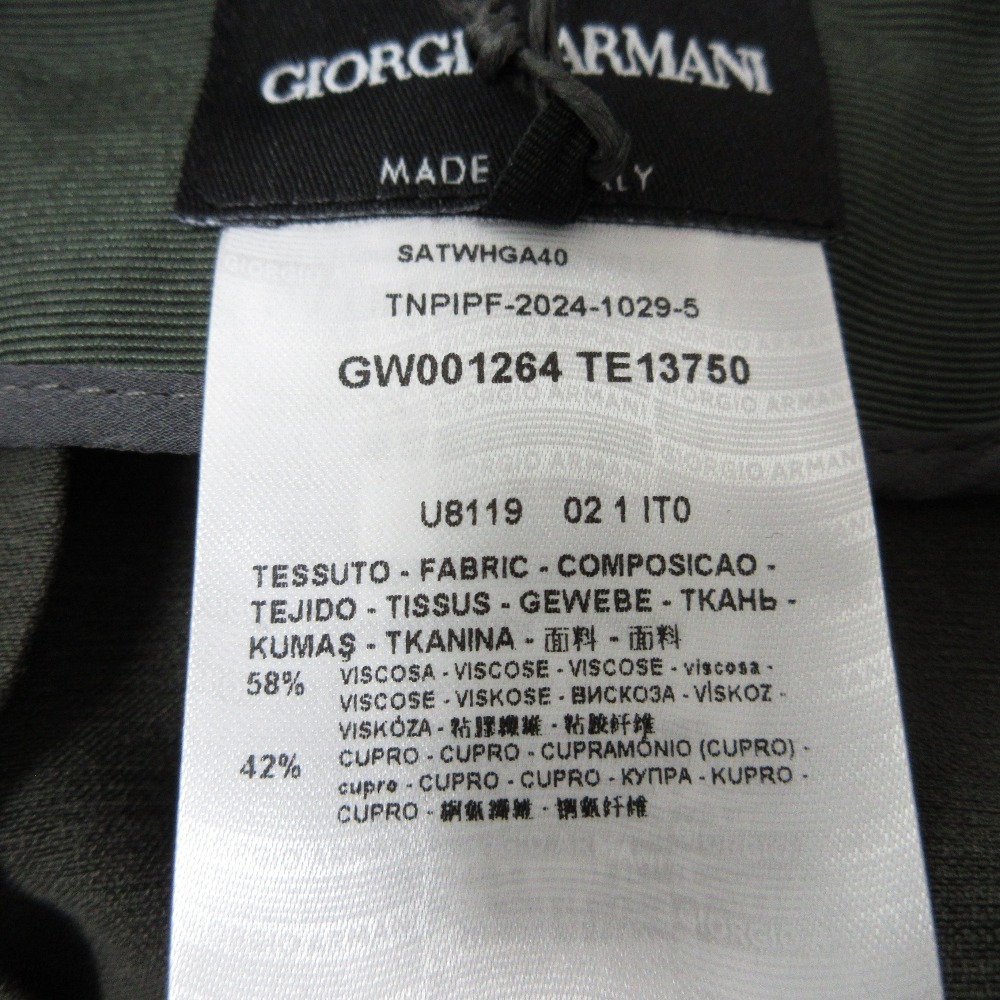 GIORGIO ARMANI
MADE
SATWHGA40
TNPIPF-2024-1029-5
GW001264 TE13750
U8119 02 1 IT0
TESSUTO - FABRIC - COMPOSICAO -
TEJIDO - TISSUS - GEWEBE - ТКАНЬ -
KUMAŞ - TKANINA - 面料 - 面料
58% VISCOSA - VISCOSE - VISCOSE - viscosa -
VISCOSE - VISKOSE - ВИСКОЗА - VİSKOZ -
VISKÓZA - 粘膠纖維 - 粘胶纤维
42% CUPRO - CUPRO - CUPRAMÓNIO (CUPRO) -
cupro - CUPRO - CUPRO - КУПРА - KUPRO -
CUPRO - 銅氨纖維 - 铜氨纤维